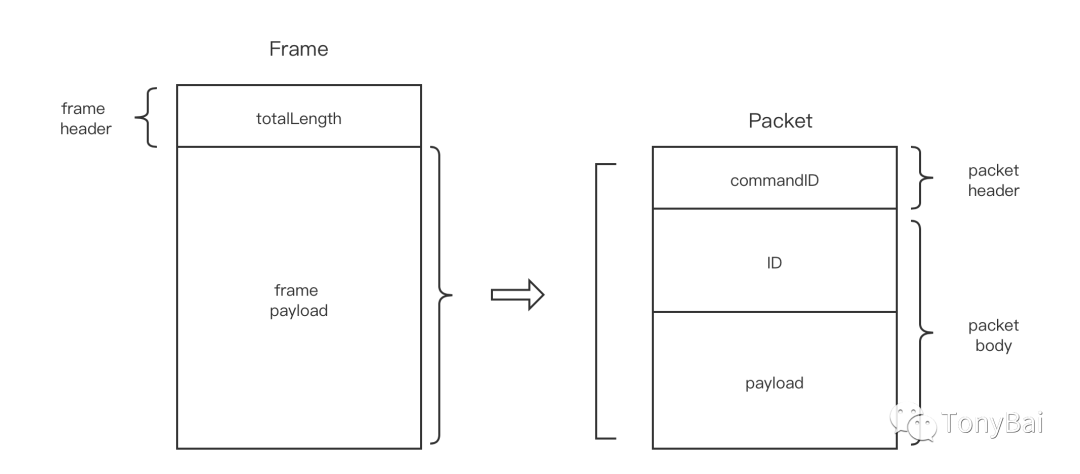 Frame
frame
header
totalLength
frame
payload
Packet
commandID
packet
header
ID
packet
body
payload
TonyBai